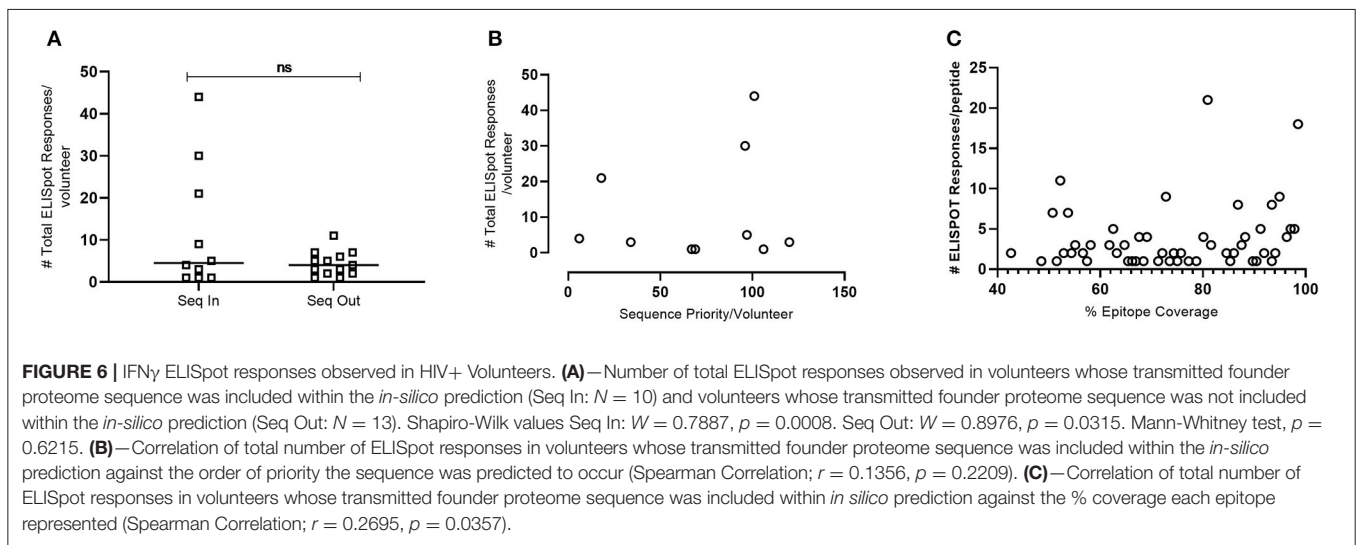 A
B
C
ns
50
40
30
20
10
0
# Total ELISpot Responses/
volunteer
Seq In
Seq Out
50
40
30
20
10
0
# Total ELISpot Responses
/volunteer
0
50
100
150
Sequence Priority/Volunteer
25
20
15
10
5
0
# ELISPOT Responses/peptide
40
60
80
100
% Epitope Coverage
FIGURE 6 | IFNγ ELISpot responses observed in HIV+ Volunteers. (A)—Number of total ELISpot responses observed in volunteers whose transmitted founder
proteome sequence was included within the in-silico prediction (Seq In: N = 10) and volunteers whose transmitted founder proteome sequence was not included
within the in-silico prediction (Seq Out: N = 13). Shapiro-Wilk values Seq In: W = 0.7887, p = 0.0008. Seq Out: W = 0.8976, p = 0.0315. Mann-Whitney test, p =
0.6215. (B)—Correlation of total number of ELISpot responses in volunteers whose transmitted founder proteome sequence was included within the in-silico
prediction against the order of priority the sequence was predicted to occur (Spearman Correlation; r = 0.1356, p = 0.2209). (C)—Correlation of total number of
ELISpot responses in volunteers whose transmitted founder proteome sequence was included within in silico prediction against the % coverage each epitope
represented (Spearman Correlation; r = 0.2695, p = 0.0357).